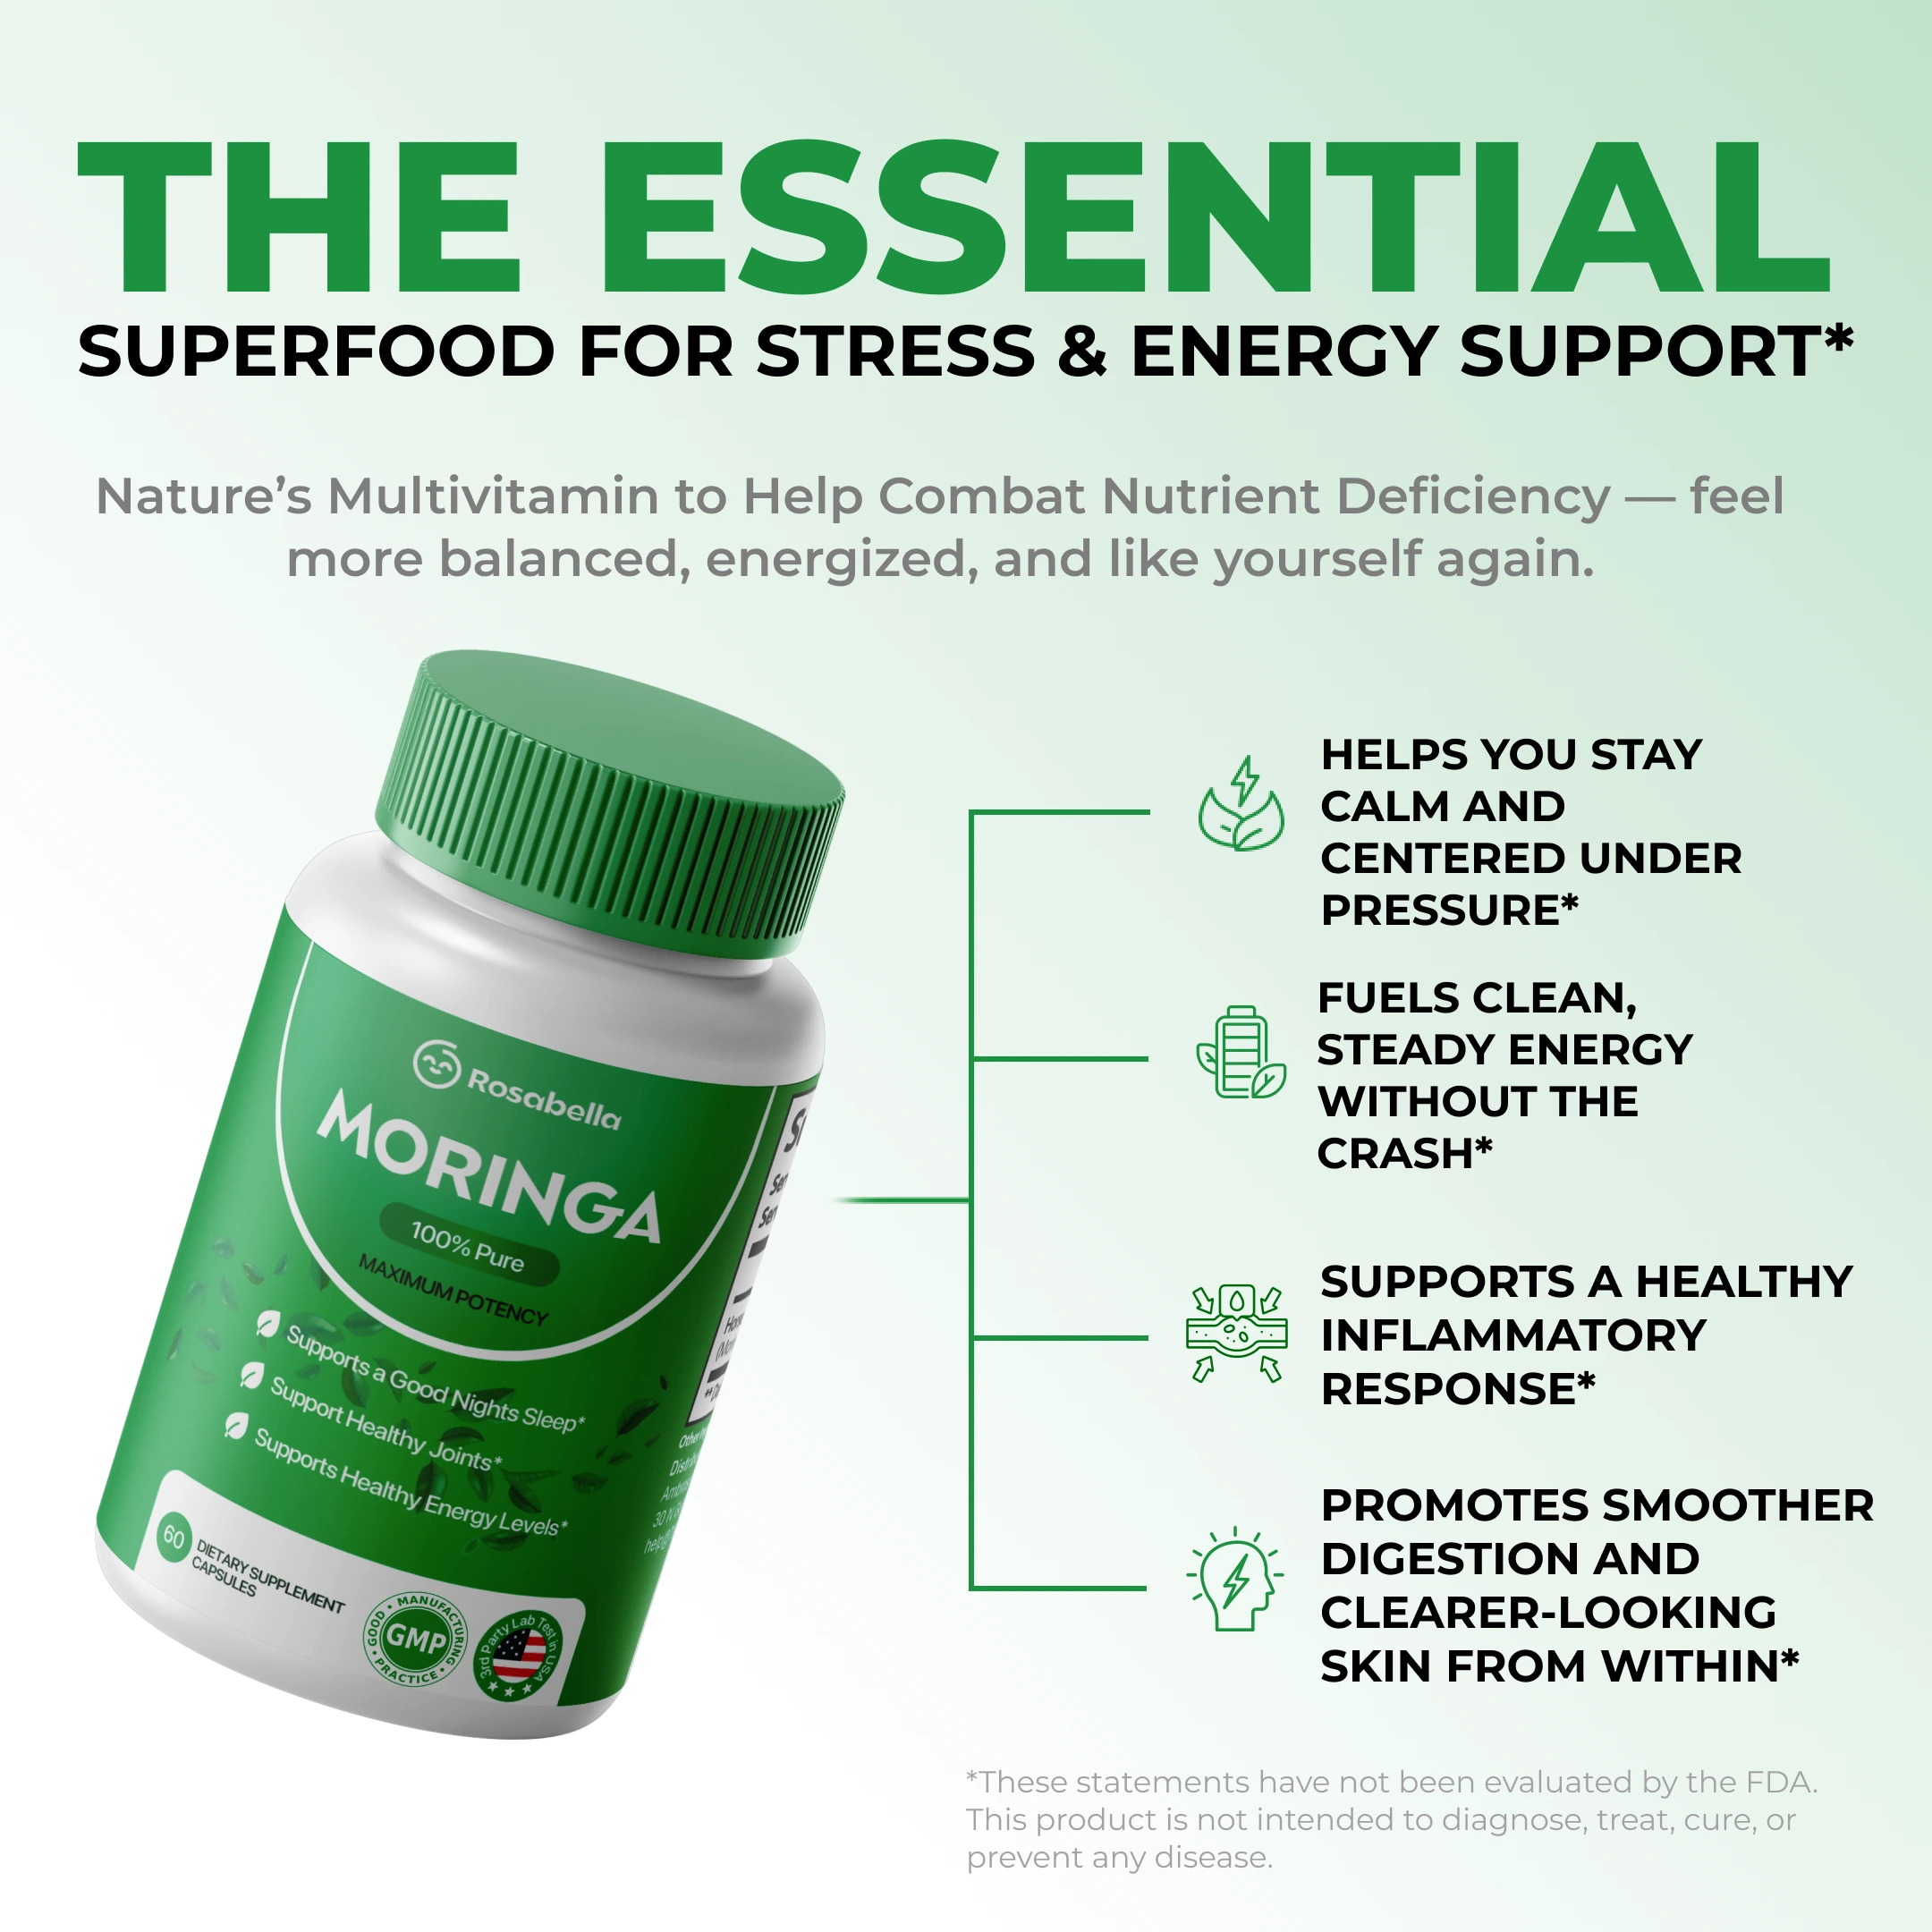 THE ESSENTIAL
SUPERFOOD FOR STRESS & ENERGY SUPPORT*
Nature's Multivitamin to Help Combat Nutrient Deficiency — feel
more balanced, energized, and like yourself again.
HELPS YOU STAY
CALM AND
CENTERED UNDER
PRESSURE*
FUELS CLEAN,
STEADY ENERGY
WITHOUT THE
CRASH*
SUPPORTS A HEALTHY
INFLAMMATORY
RESPONSE*
PROMOTES SMOOTHER
DIGESTION AND
CLEARER-LOOKING
SKIN FROM WITHIN*
Rosabella
MORINGA
100% Pure
MAXIMUM POTENCY
Supports a Good Nights Sleep*
Support Healthy Joints*
Supports Healthy Energy Levels*
60
DIETARY SUPPLEMENT
CAPSULES
GOOD • MANUFACTURING • PRACTICE •
GMP
3rd Party Lab Test in USA
*These statements have not been evaluated by the FDA.
This product is not intended to diagnose, treat, cure, or
prevent any disease.